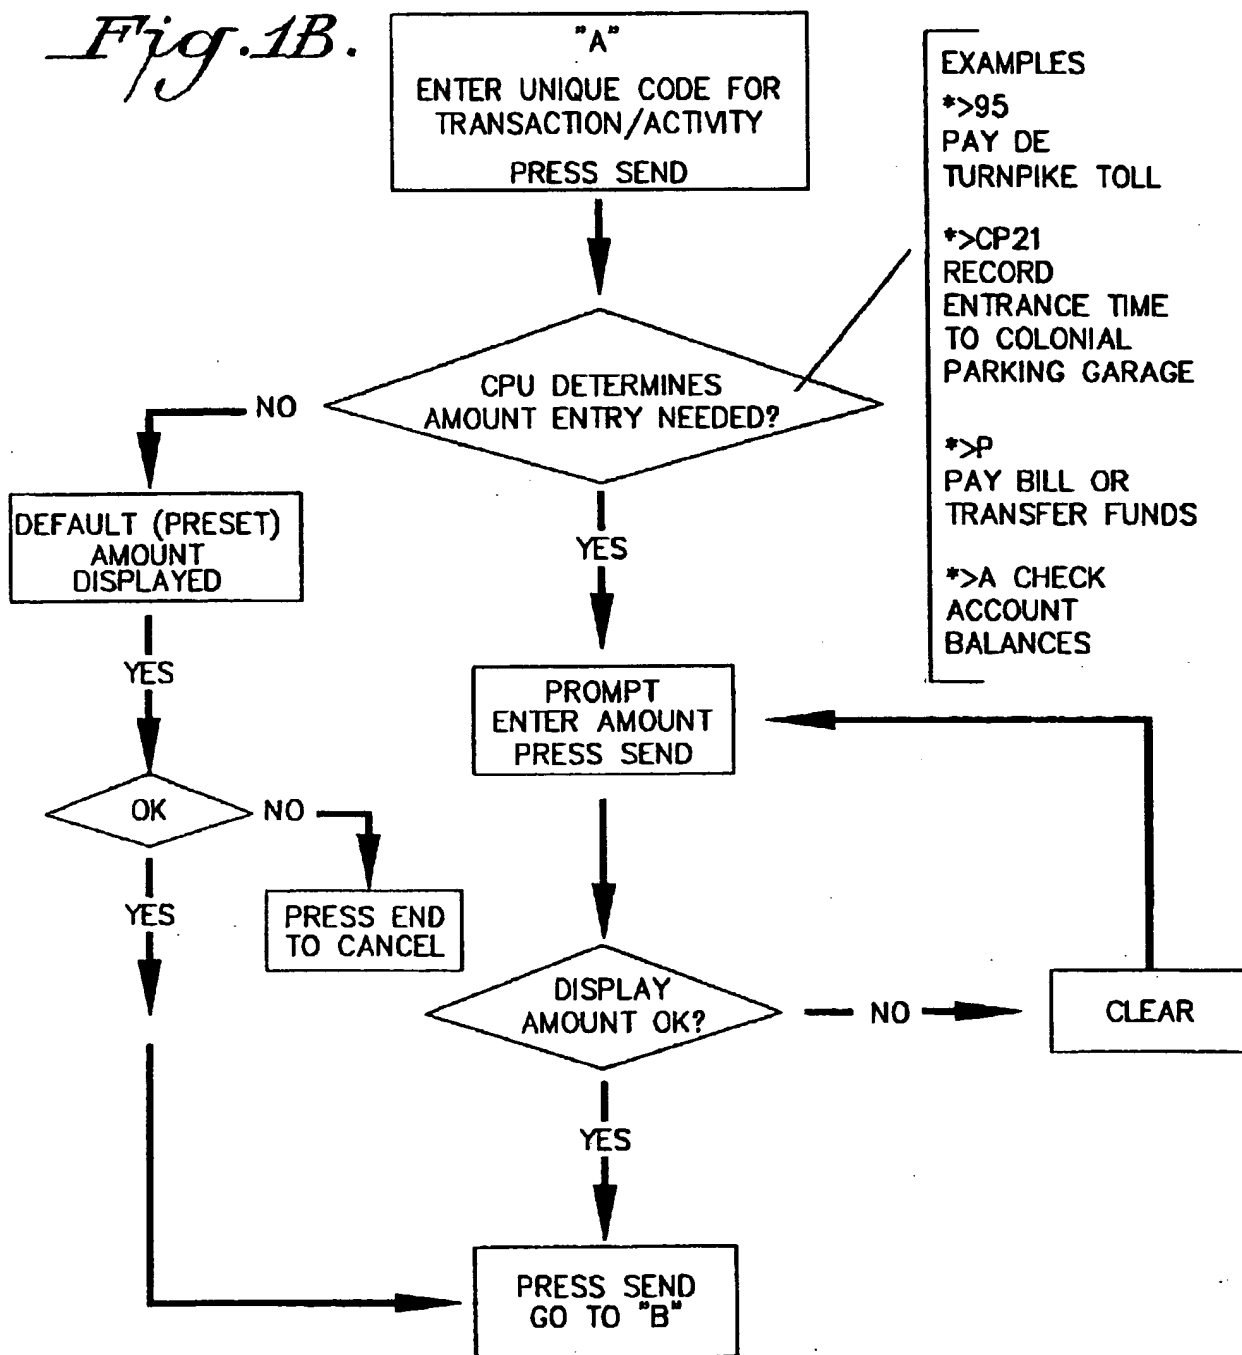 Fig.1B.
"A"
ENTER UNIQUE CODE FOR
TRANSACTION/ACTIVITY
PRESS SEND
EXAMPLES
*>95
PAY DE
TURNPIKE TOLL
*>CP21
RECORD
ENTRANCE TIME
TO COLONIAL
PARKING GARAGE
*>P
PAY BILL OR
TRANSFER FUNDS
*>A CHECK
ACCOUNT
BALANCES
CPU DETERMINES
AMOUNT ENTRY NEEDED?
NO
DEFAULT (PRESET)
AMOUNT
DISPLAYED
YES
YES
PROMPT
ENTER AMOUNT
PRESS SEND
OK
NO
PRESS END
TO CANCEL
YES
DISPLAY
AMOUNT OK?
NO
CLEAR
YES
PRESS SEND
GO TO "B"